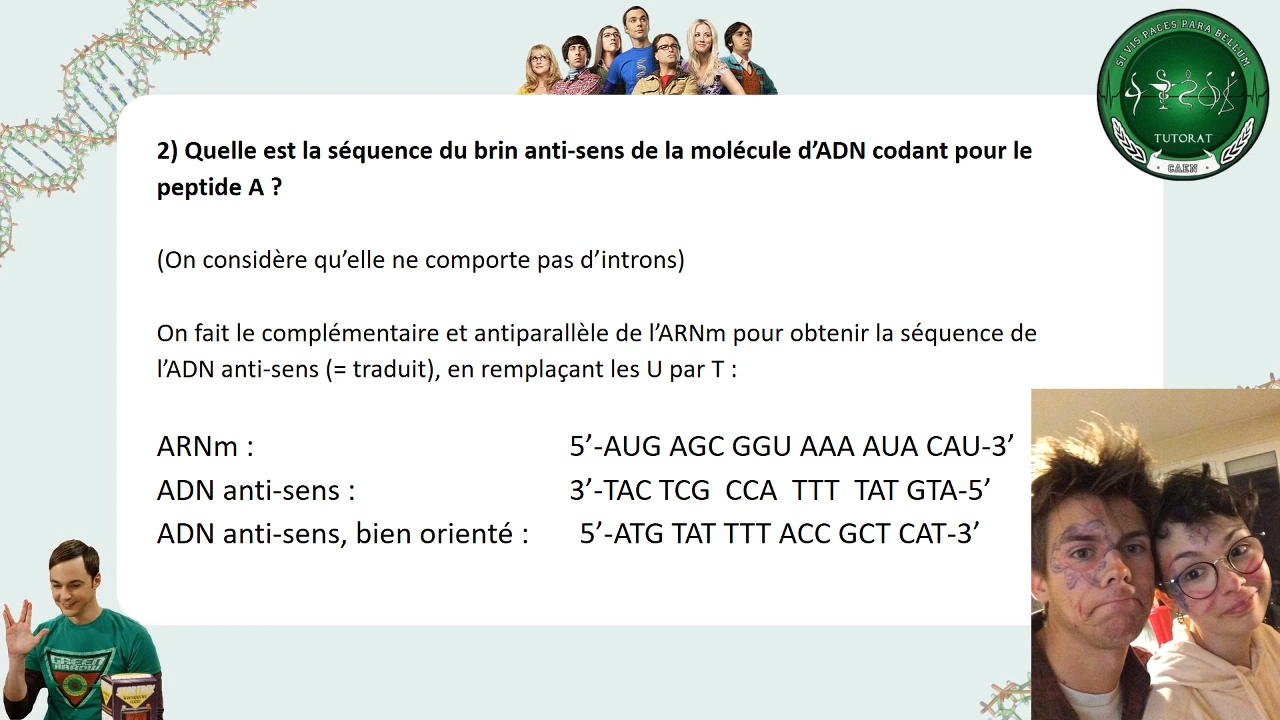 SI VIS PACES PARA BELLUM
TUTORAT
CAEN
2) Quelle est la séquence du brin anti-sens de la molécule d’ADN codant pour le
peptide A ?
(On considère qu’elle ne comporte pas d’introns)
On fait le complémentaire et antiparallèle de l’ARNm pour obtenir la séquence de
l’ADN anti-sens (= traduit), en remplaçant les U par T :
ARNm : 5’-AUG AGC GGU AAA AUA CAU-3’
ADN anti-sens : 3’-TAC TCG CCA TTT TAT GTA-5’
ADN anti-sens, bien orienté : 5’-ATG TAT TTT ACC GCT CAT-3’
GREEN
ARROW